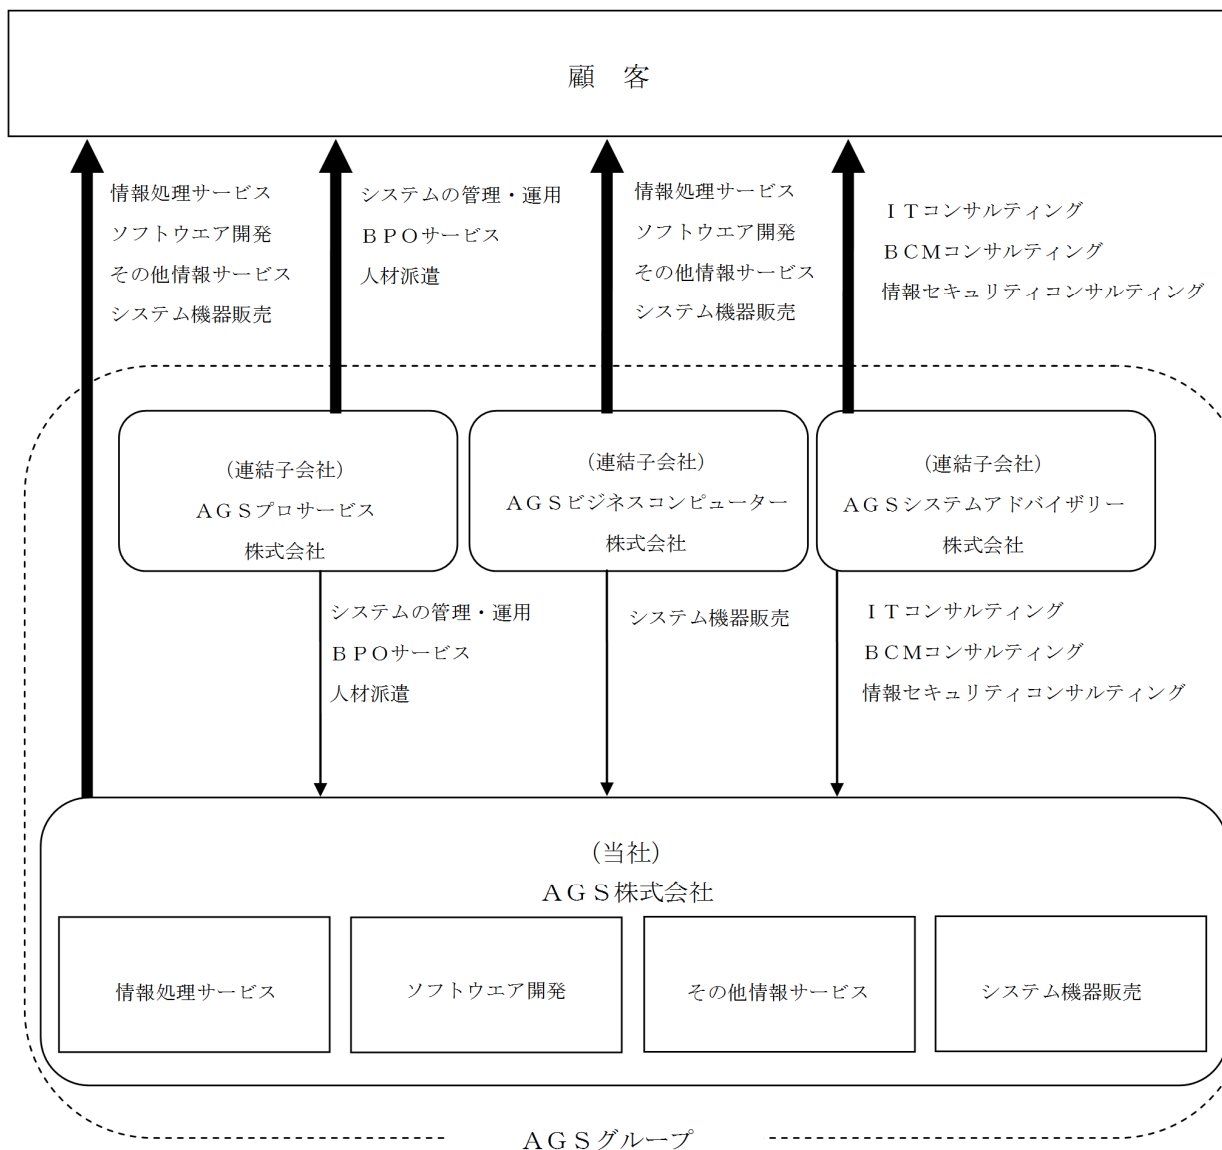 顧　客
情報処理サービス
ソフトウエア開発
その他情報サービス
システム機器販売
システムの管理・運用
ＢＰＯサービス
人材派遣
情報処理サービス
ソフトウエア開発
その他情報サービス
システム機器販売
ＩＴコンサルティング
ＢＣＭコンサルティング
情報セキュリティコンサルティング
（連結子会社）
ＡＧＳプロサービス
株式会社
（連結子会社）
ＡＧＳビジネスコンピューター
株式会社
（連結子会社）
ＡＧＳシステムアドバイザリー
株式会社
システムの管理・運用
ＢＰＯサービス
人材派遣
システム機器販売
ＩＴコンサルティング
ＢＣＭコンサルティング
情報セキュリティコンサルティング
（当社）
ＡＧＳ株式会社
情報処理サービス
ソフトウエア開発
その他情報サービス
システム機器販売
ＡＧＳグループ